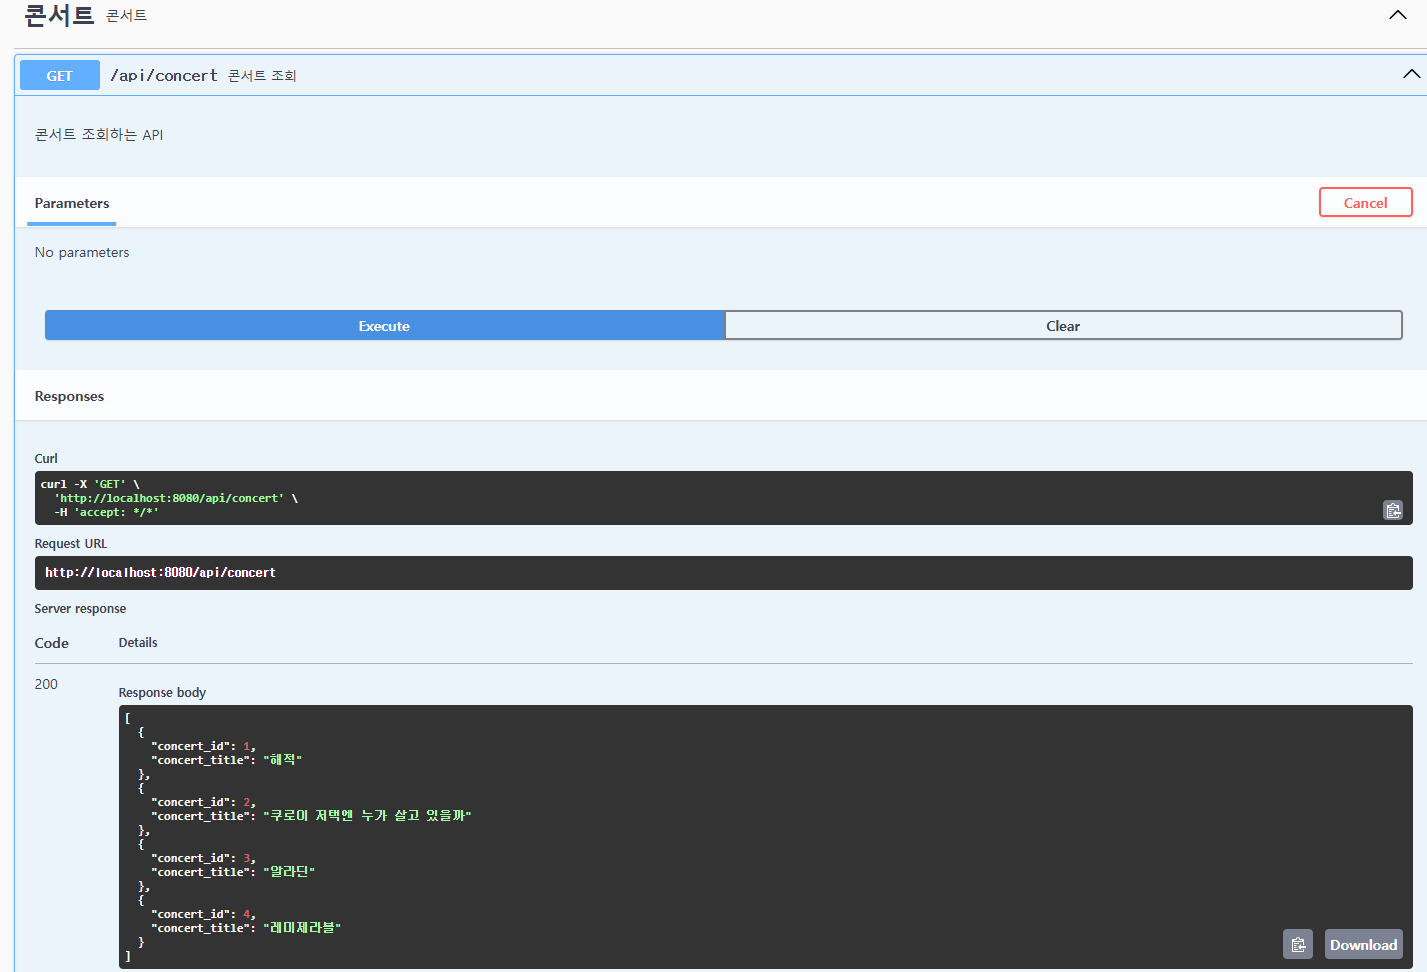 콘서트 콘서트
GET /api/concert 콘서트 조회
콘서트 조회하는 API
Parameters Cancel
No parameters
Execute Clear
Responses
Curl
curl -X 'GET' \
'http://localhost:8080/api/concert' \
-H 'accept: */*'
Request URL
http://localhost:8080/api/concert
Server response
Code Details
200
Response body
[
{
"concert_id": 1,
"concert_title": "해적"
},
{
"concert_id": 2,
"concert_title": "쿠로이 저택엔 누가 살고 있을까"
},
{
"concert_id": 3,
"concert_title": "알라딘"
},
{
"concert_id": 4,
"concert_title": "레미제라블"
}
]
Download